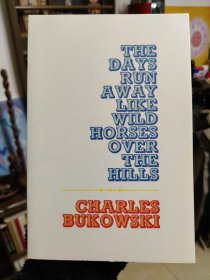 THE
DAYS
RUN
AWAY
LIKE
WILD
HORSES
OVER
THE
HILLS
CHARLES
BUKOWSKI